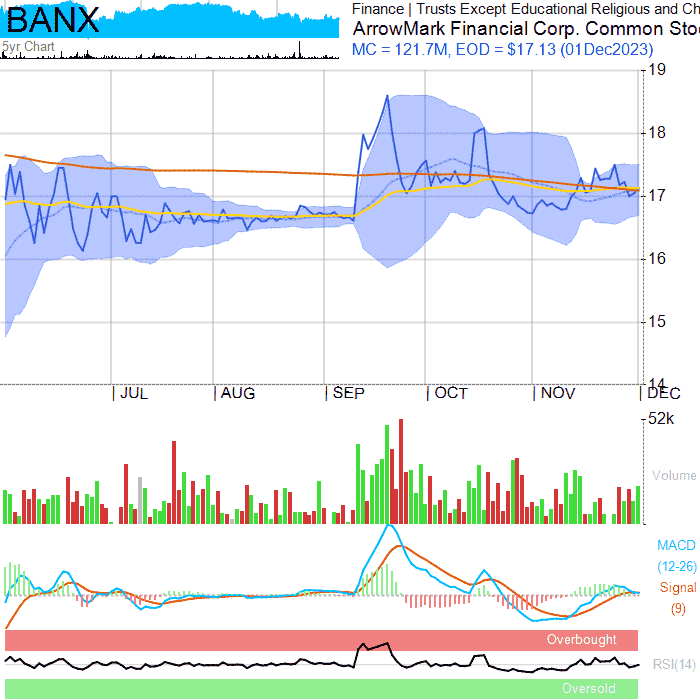 BANX
5yr Chart
Finance | Trusts Except Educational Religious and Ch
ArrowMark Financial Corp. Common Sto
MC = 121.7M, EOD = $17.13 (01Dec2023)
19
18
17
16
15
14
JUL
AUG
SEP
OCT
NOV
DEC
52k
Volume
MACD
(12-26)
Signal
(9)
Overbought
RSI(14)
Oversold